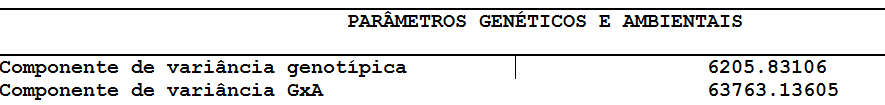 PARÂMETROS GENÉTICOS E AMBIENTAIS
Componente de variância genotípica 6205.83106
Componente de variância GxA 63763.13605